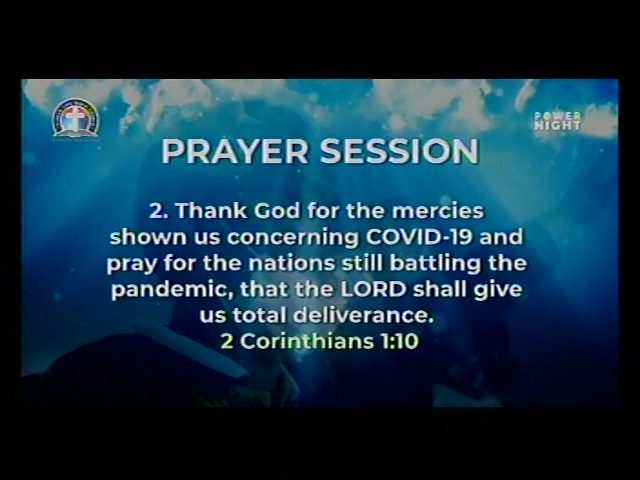 POWER
NIGHT
PRAYER SESSION
2. Thank God for the mercies
shown us concerning COVID-19 and
pray for the nations still battling the
pandemic, that the LORD shall give
us total deliverance.
2 Corinthians 1:10